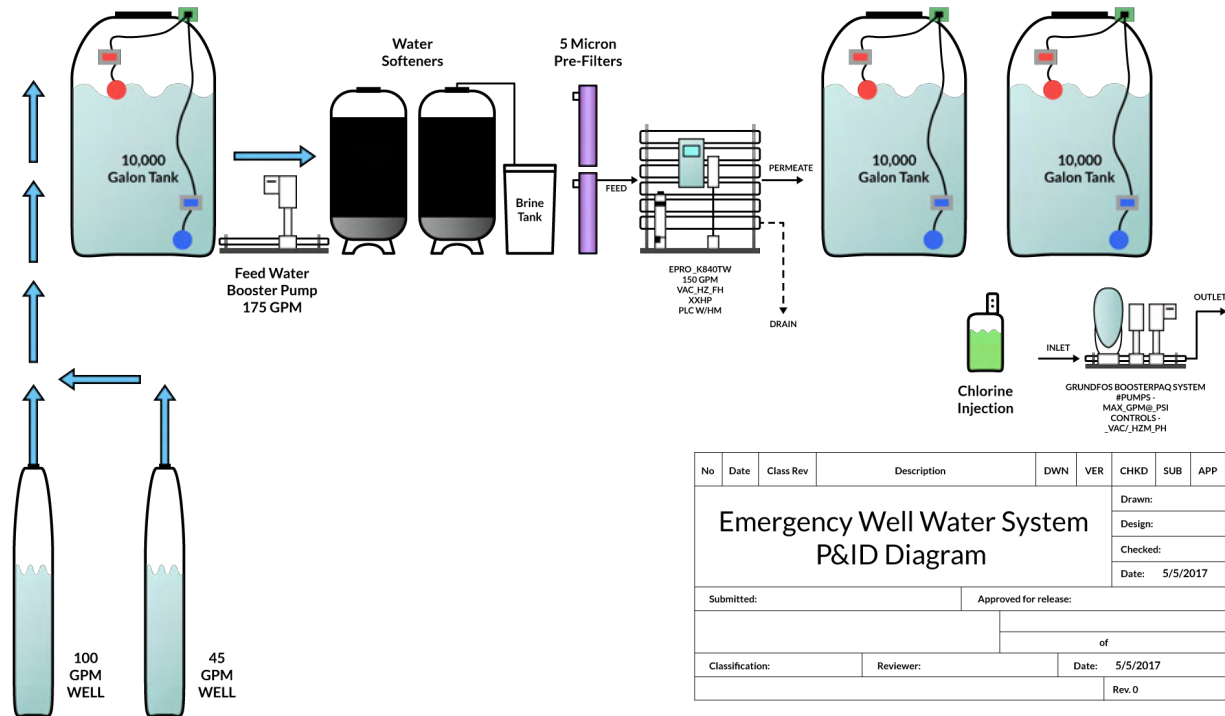 Water
Softeners
5 Micron
Pre-Filters
10,000
Galon Tank
10,000
Galon Tank
10,000
Galon Tank
Brine
Tank
FEED
PERMEATE
DRAIN
Feed Water
Booster Pump
175 GPM
EPRO_K840TW
150 GPM
VAC_HZ_FH
XXHP
PLC W/HM
Chlorine
Injection
INLET
OUTLET
GRUNDFOS BOOSTERPAQ SYSTEM
#PUMPS -
MAX_GPM@_PSI
CONTROLS -
_VAC/_HZM_PH
100
GPM
WELL
45
GPM
WELL
No Date Class Rev Description DWN VER CHKD SUB APP
Emergency Well Water System
P&ID Diagram
Drawn:
Design:
Checked:
Date: 5/5/2017
Submitted: Approved for release:
of
Classification: Reviewer: Date: 5/5/2017
Rev. 0